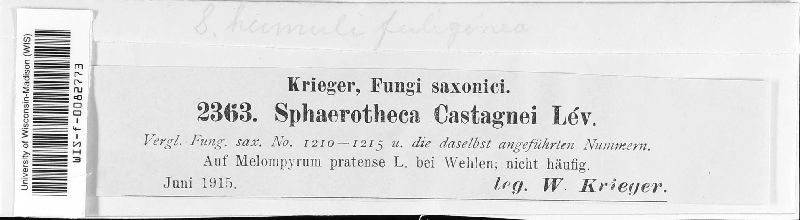 S. humuli fuliginea
University of Wisconsin-Madison (WIS)
WIS-f-0082773
Krieger, Fungi saxonici.
2363. Sphaerotheca Castagnei Lév.
Vergl. Fung. sax. No. 1210—1215 u. die daselbst angeführten Nummern.
Auf Melompyrum pratense L. bei Wehlen; nicht häufig.
Juni 1915. leg. W. Krieger.